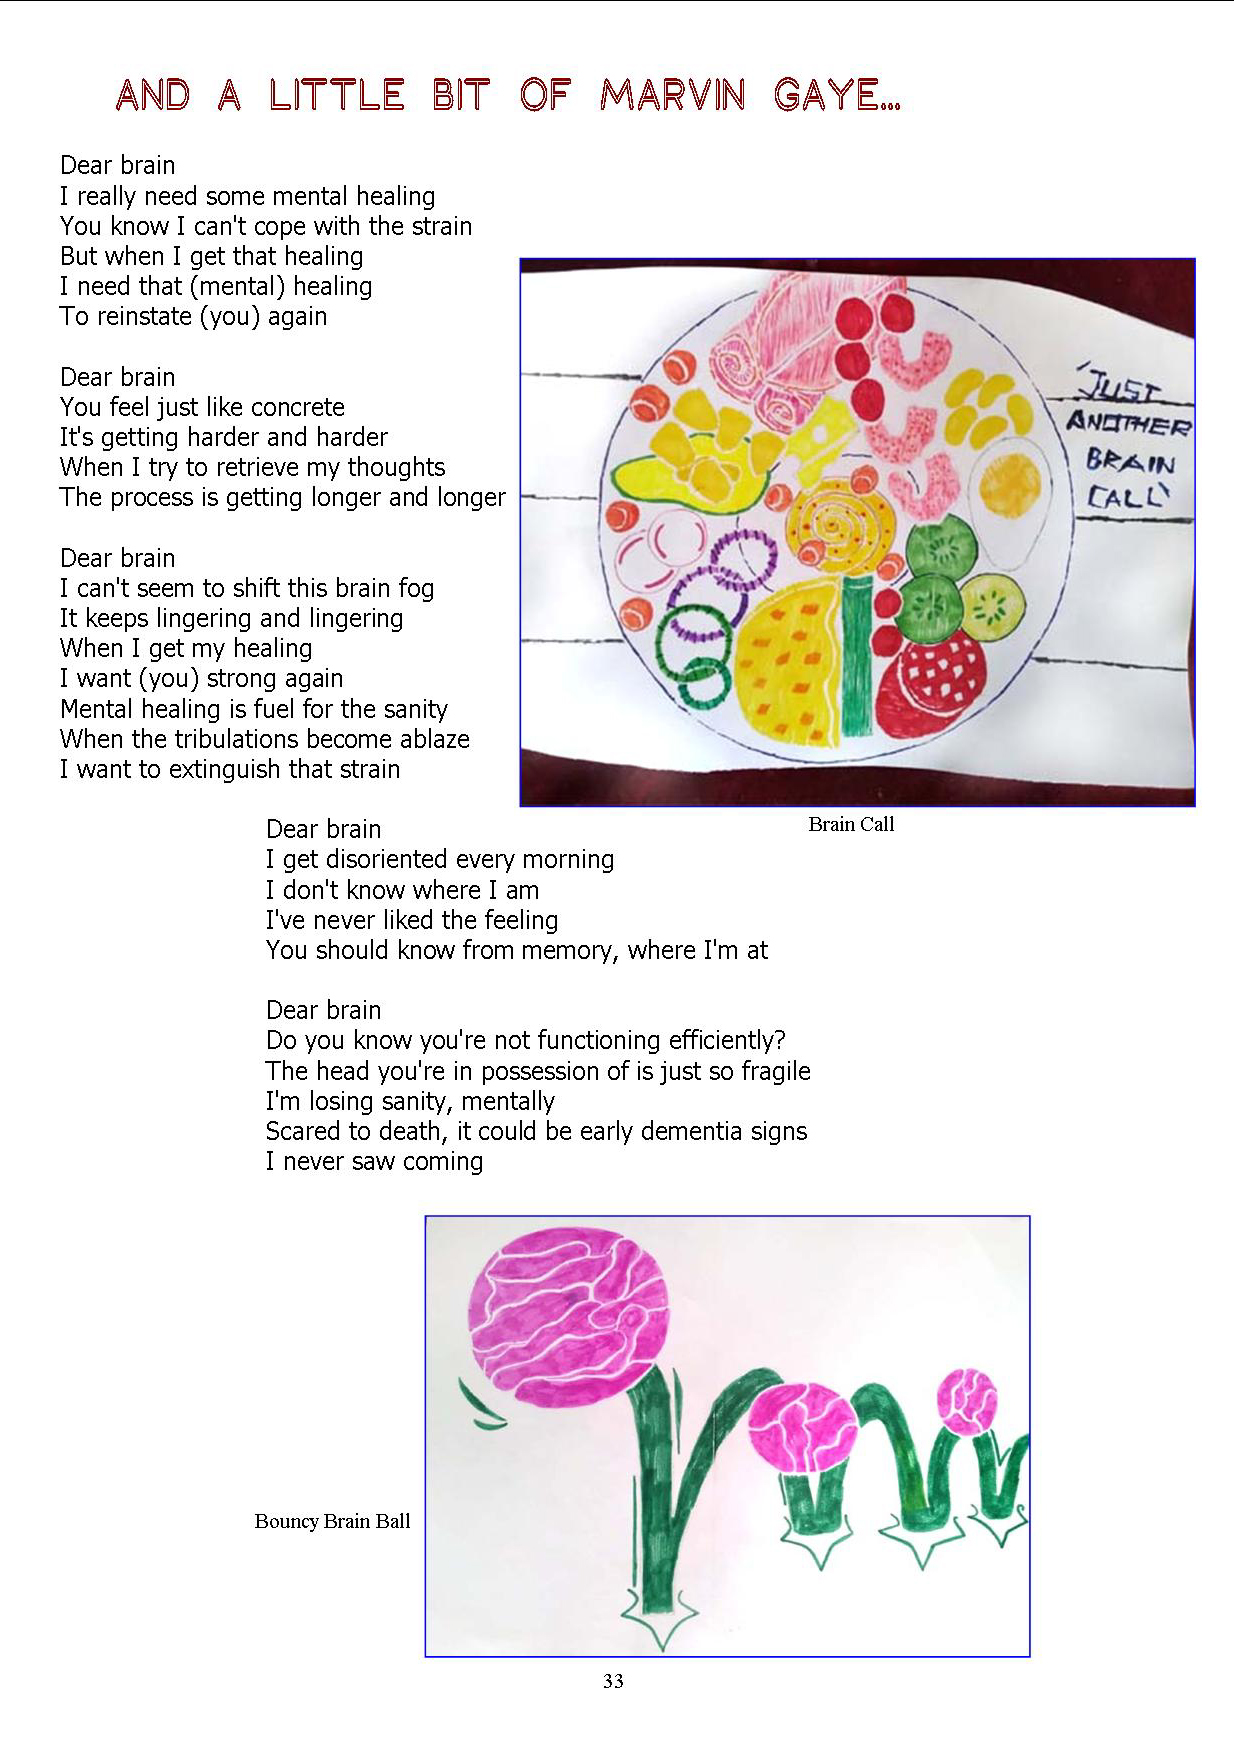 AND A LITTLE BIT OF MARVIN GAYE...
Dear brain
I really need some mental healing
You know I can't cope with the strain
But when I get that healing
I need that (mental) healing
To reinstate (you) again
Dear brain
You feel just like concrete
It's getting harder and harder
When I try to retrieve my thoughts
The process is getting longer and longer
Dear brain
I can't seem to shift this brain fog
It keeps lingering and lingering
When I get my healing
I want (you) strong again
Mental healing is fuel for the sanity
When the tribulations become ablaze
I want to extinguish that strain
'JUST
ANOTHER
BRAIN
CALL'
Brain Call
Dear brain
I get disoriented every morning
I don't know where I am
I've never liked the feeling
You should know from memory, where I'm at
Dear brain
Do you know you're not functioning efficiently?
The head you're in possession of is just so fragile
I'm losing sanity, mentally
Scared to death, it could be early dementia signs
I never saw coming
Bouncy Brain Ball
33